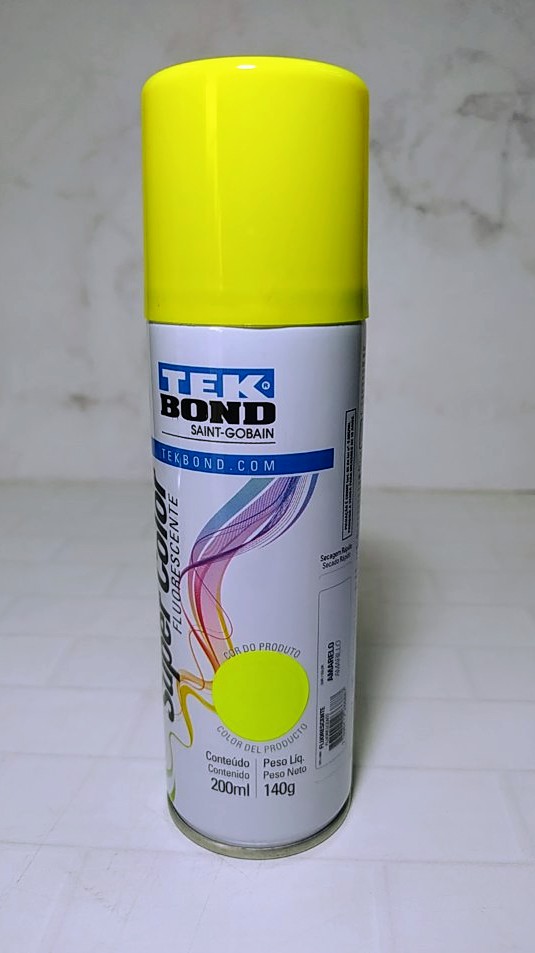 TEK®
BOND
SAINT-GOBAIN
TEKBOND.COM
Super Color
FLUORESCENTE
Secagem Rápida
Secado Rápido
COR DO PRODUTO
COLOR DEL PRODUCTO
AMARELO
AMARILLO
FLUORESCENTE
Conteúdo
Contenido
200ml
Peso Líq.
Peso Neto
140g